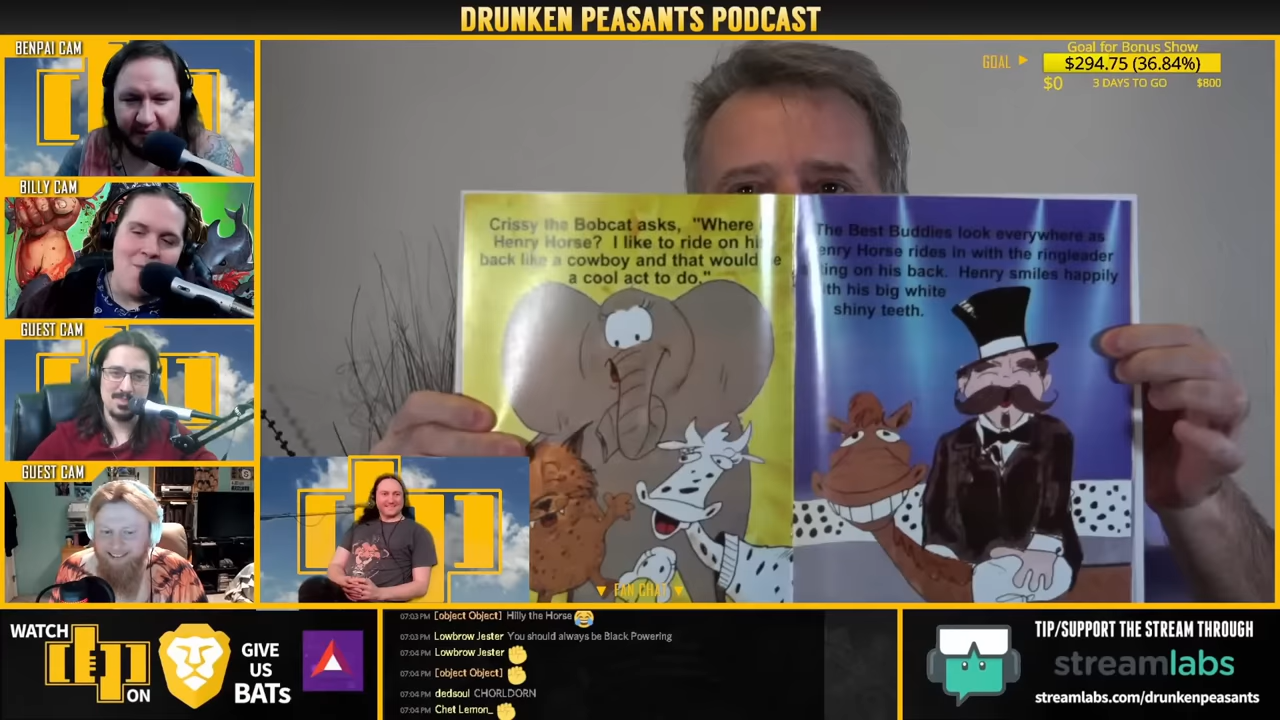 DRUNKEN PEASANTS PODCAST
BENPAI CAM
BILLY CAM
GUEST CAM
GUEST CAM
GOAL ▶
Goal for Bonus Show
$294.75 (36.84%)
$0
3 DAYS TO GO
$800
Crissy the Bobcat asks, "Where
Henry Horse? I like to ride on
back like a cowboy and that would
a cool act to do."
The Best Buddies look everywhere as
enry Horse rides in with the ringleader
ing on his back. Henry smiles happily
ith his big white
shiny teeth.
▼ FAN CHAT ▼
WATCH
ON
GIVE
US
BATs
07:03 PM [object Object] Hilly the Horse 😂
07:03 PM Lowbrow Jester You should always be Black Powering
07:04 PM Lowbrow Jester ✊
07:04 PM [object Object] ✊
07:04 PM dedsoul CHORLDORN
07:04 PM Chet Lemon_ ✊
TIP/SUPPORT THE STREAM THROUGH
streamlabs
streamlabs.com/drunkenpeasants